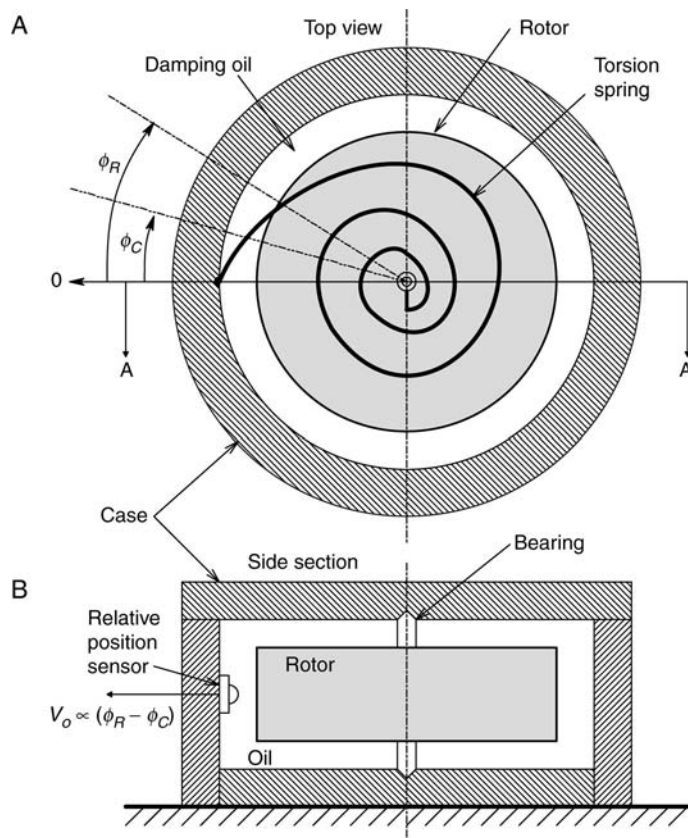 A
Top view
Rotor
Damping oil
Torsion
spring
ϕR
ϕC
0
A
A
Case
Side section
Bearing
B
Relative
position
sensor
Rotor
Vo ∝ (ϕR − ϕC)
Oil